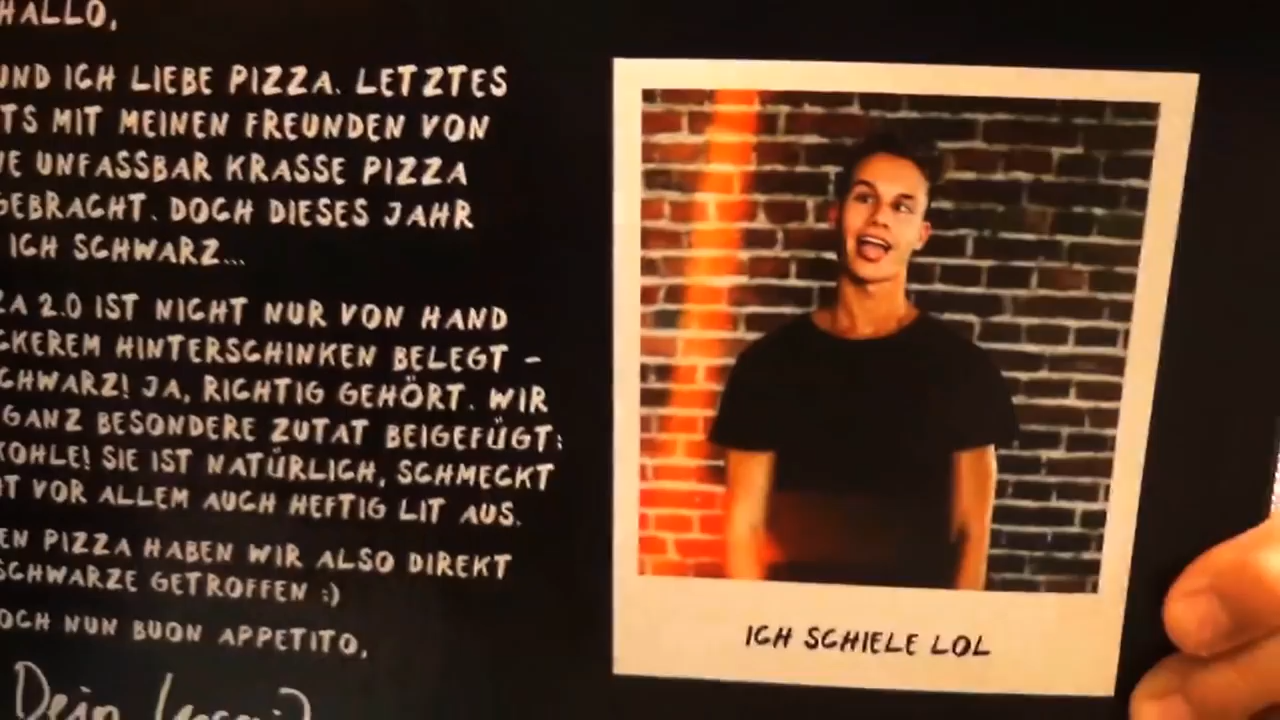 HALLO,
UND ICH LIEBE PIZZA. LETZTES
TS MIT MEINEN FREUNDEN VON
E UNFASSBAR KRASSE PIZZA
GEBRACHT. DOCH DIESES JAHR
ICH SCHWARZ...
ZA 2.0 IST NICHT NUR VON HAND
CKEREM HINTERSCHINKEN BELEGT -
SCHWARZ! JA, RICHTIG GEHÖRT. WIR
GANZ BESONDERE ZUTAT BEIGEFÜGT:
KOHLE! SIE IST NATÜRLICH, SCHMECKT
HT VOR ALLEM AUCH HEFTIG LIT AUS.
EN PIZZA HABEN WIR ALSO DIREKT
SCHWARZE GETROFFEN :)
OCH NUN BUON APPETITO,
Dein
ICH SCHIELE LOL